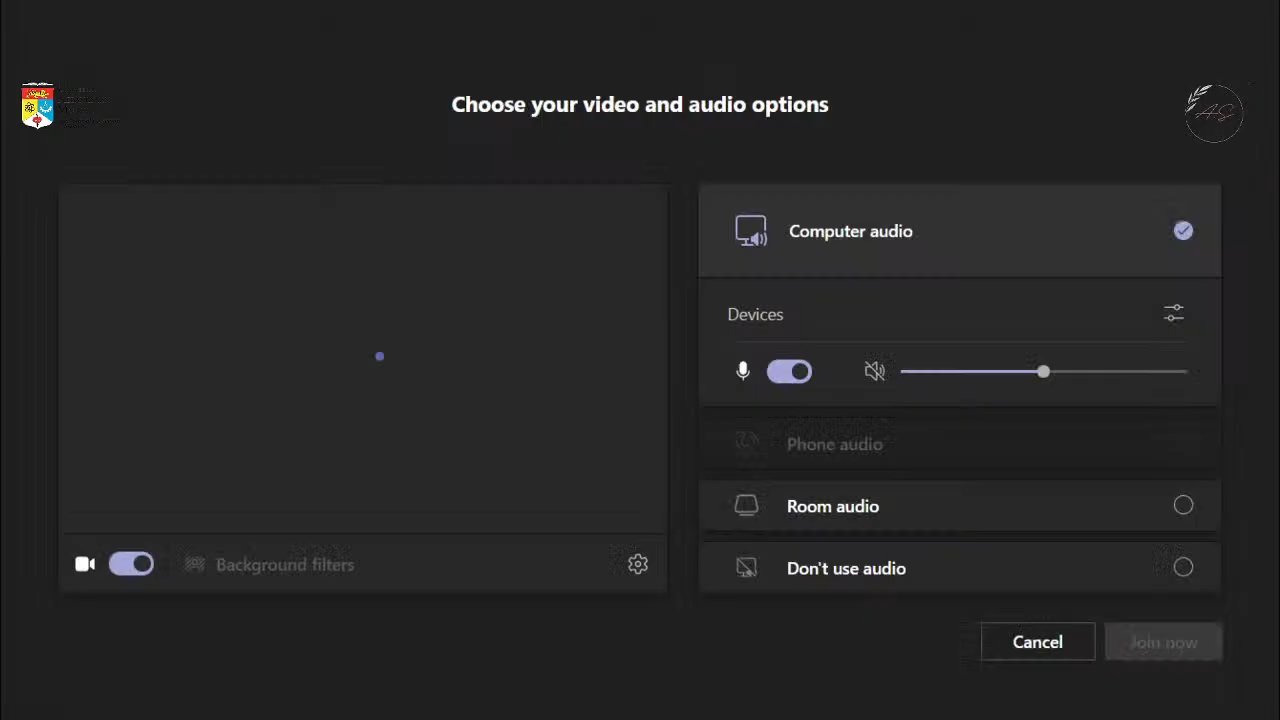 Choose your video and audio options
AS
Computer audio
Devices
Phone audio
Room audio
Background filters
Don't use audio
Cancel
Join now